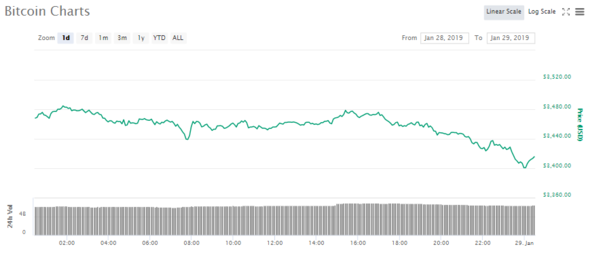 Bitcoin Charts
Linear Scale Log Scale
Zoom 1d 7d 1m 3m 1y YTD ALL
From Jan 28, 2019 To Jan 29, 2019
$3,520.00
$3,480.00
$3,440.00
$3,400.00
$3,360.00
Price (USD)
24h Vol
4B
0
02:00 04:00 06:00 08:00 10:00 12:00 14:00 16:00 18:00 20:00 22:00 29. Jan